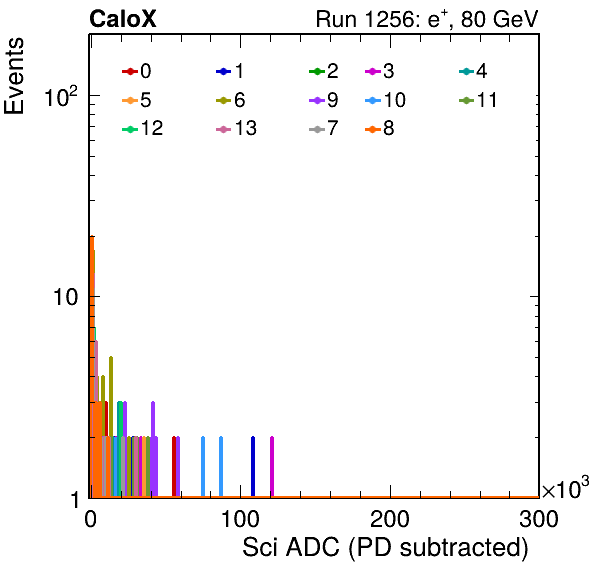 CaloX Run 1256: e⁺, 80 GeV
Events
0 1 2 3 4
5 6 9 10 11
12 13 7 8
10²
10
1
0 100 200 300
×10³
Sci ADC (PD subtracted)